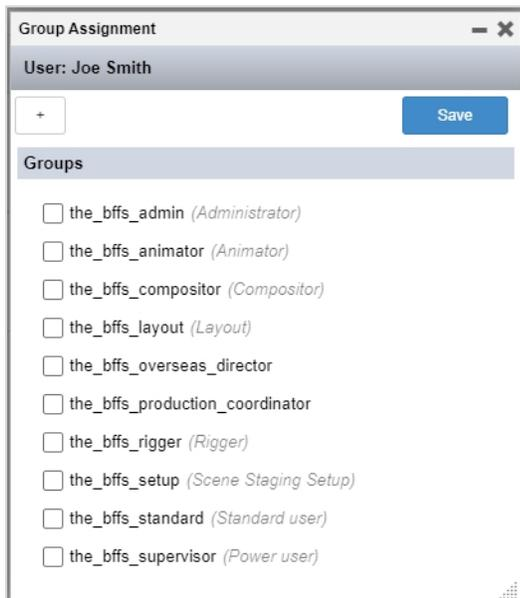 Group Assignment
User: Joe Smith
+ Save
Groups
the_bffs_admin (Administrator)
the_bffs_animator (Animator)
the_bffs_compositor (Compositor)
the_bffs_layout (Layout)
the_bffs_overseas_director
the_bffs_production_coordinator
the_bffs_rigger (Rigger)
the_bffs_setup (Scene Staging Setup)
the_bffs_standard (Standard user)
the_bffs_supervisor (Power user)